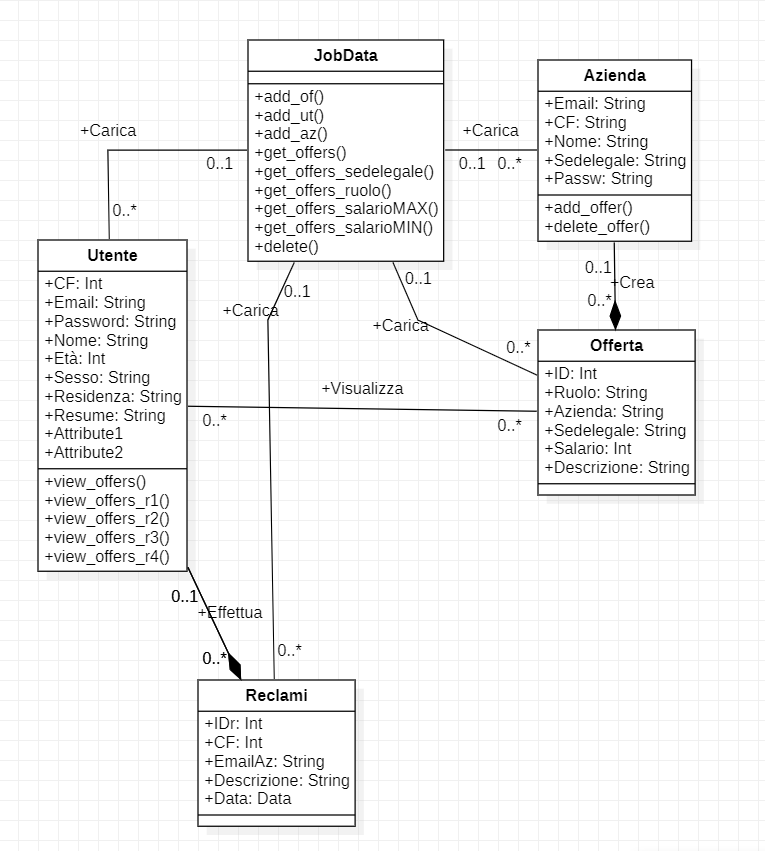 JobData
+add_of()
+add_ut()
+add_az()
+get_offers()
+get_offers_sedelegale()
+get_offers_ruolo()
+get_offers_salarioMAX()
+get_offers_salarioMIN()
+delete()
Azienda
+Email: String
+CF: String
+Nome: String
+Sedelegale: String
+Passw: String
+add_offer()
+delete_offer()
+Carica
0..1
0..*
+Carica
0..1
0..*
Utente
+CF: Int
+Email: String
+Password: String
+Nome: String
+Età: Int
+Sesso: String
+Residenza: String
+Resume: String
+Attribute1
+Attribute2
+view_offers()
+view_offers_r1()
+view_offers_r2()
+view_offers_r3()
+view_offers_r4()
0..1
+Carica
0..1
+Carica
0..*
0..1
+Crea
0..*
Offerta
+ID: Int
+Ruolo: String
+Azienda: String
+Sedelegale: String
+Salario: Int
+Descrizione: String
+Visualizza
0..*
0..*
0..1
+Effettua
0..*
0..*
Reclami
+IDr: Int
+CF: Int
+EmailAz: String
+Descrizione: String
+Data: Data